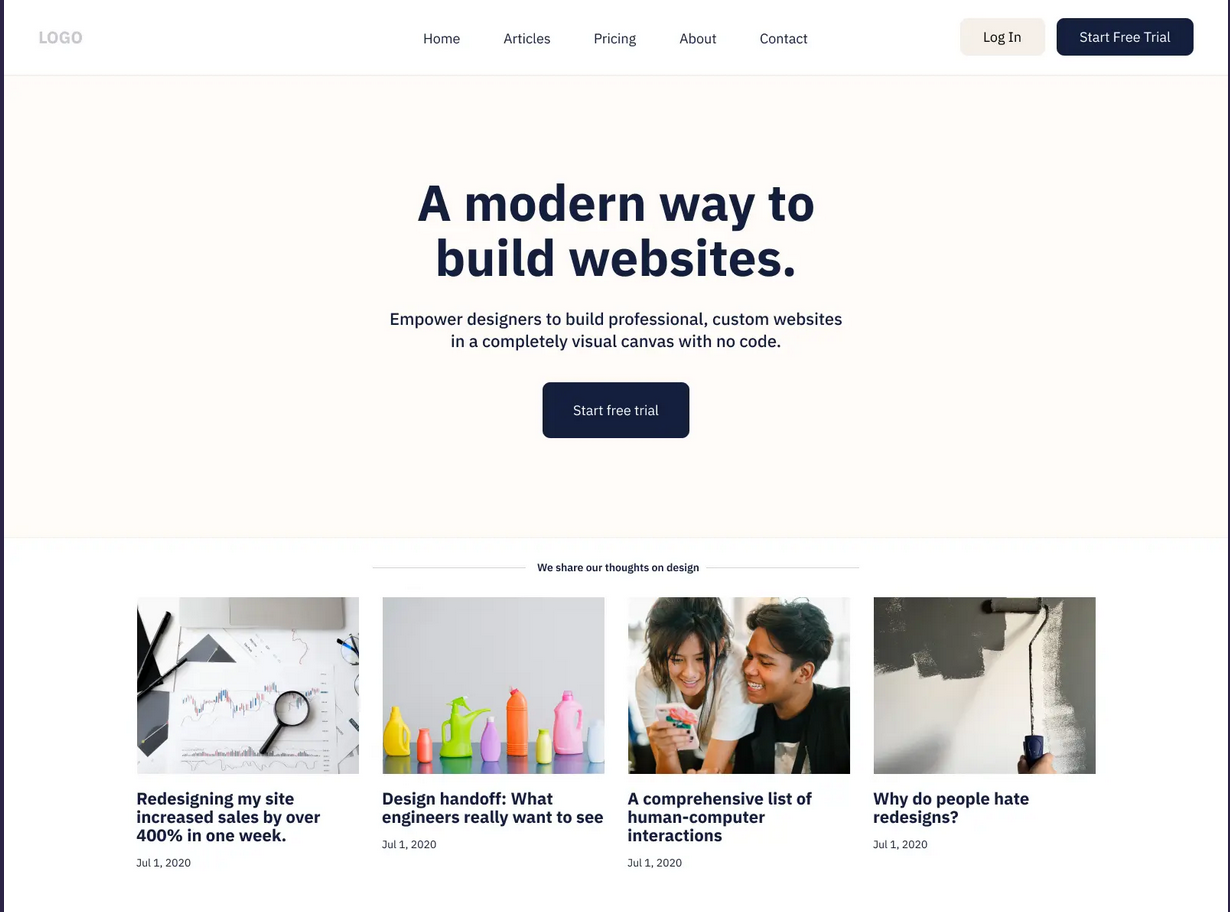 LOGO
Home Articles Pricing About Contact
Log In
Start Free Trial
A modern way to
build websites.
Empower designers to build professional, custom websites
in a completely visual canvas with no code.
Start free trial
We share our thoughts on design
Redesigning my site
increased sales by over
400% in one week.
Jul 1, 2020
Design handoff: What
engineers really want to see
Jul 1, 2020
A comprehensive list of
human-computer
interactions
Jul 1, 2020
Why do people hate
redesigns?
Jul 1, 2020